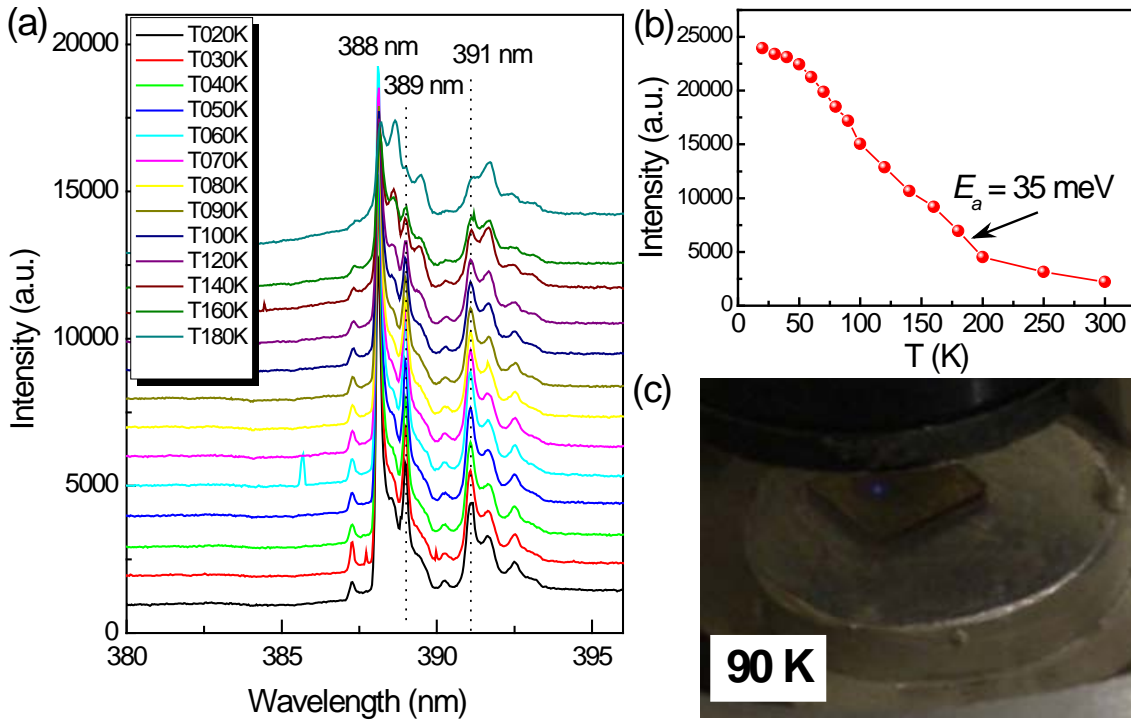 (a)
20000
15000
10000
5000
0
Intensity (a.u.)
T020K
T030K
T040K
T050K
T060K
T070K
T080K
T090K
T100K
T120K
T140K
T160K
T180K
388 nm
389 nm
391 nm
380 385 390 395
Wavelength (nm)
(b)
25000
20000
15000
10000
5000
0
Intensity (a.u.)
Eₐ = 35 meV
0 50 100 150 200 250 300
T (K)
(c)
90 K